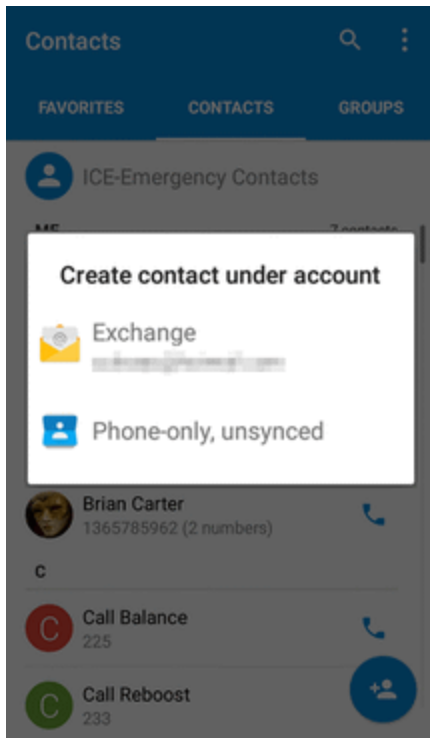 Contacts
FAVORITES
CONTACTS
GROUPS
ICE-Emergency Contacts
ME
7 contacts
Create contact under account
Exchange
Phone-only, unsynced
Brian Carter
1365785962 (2 numbers)
C
C
Call Balance
225
C
Call Reboost
233